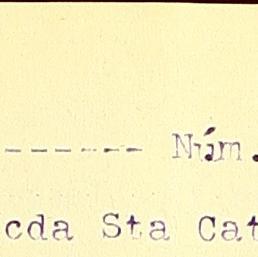 ------- Núm.
cda Sta Cat